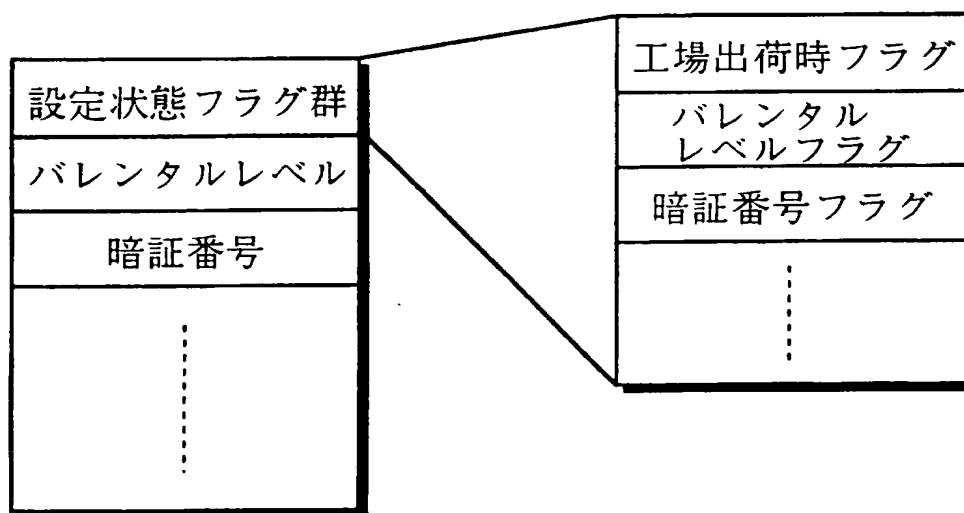 設定状態フラグ群
バレンタルレベル
暗証番号
工場出荷時フラグ
バレンタル
レベルフラグ
暗証番号フラグ